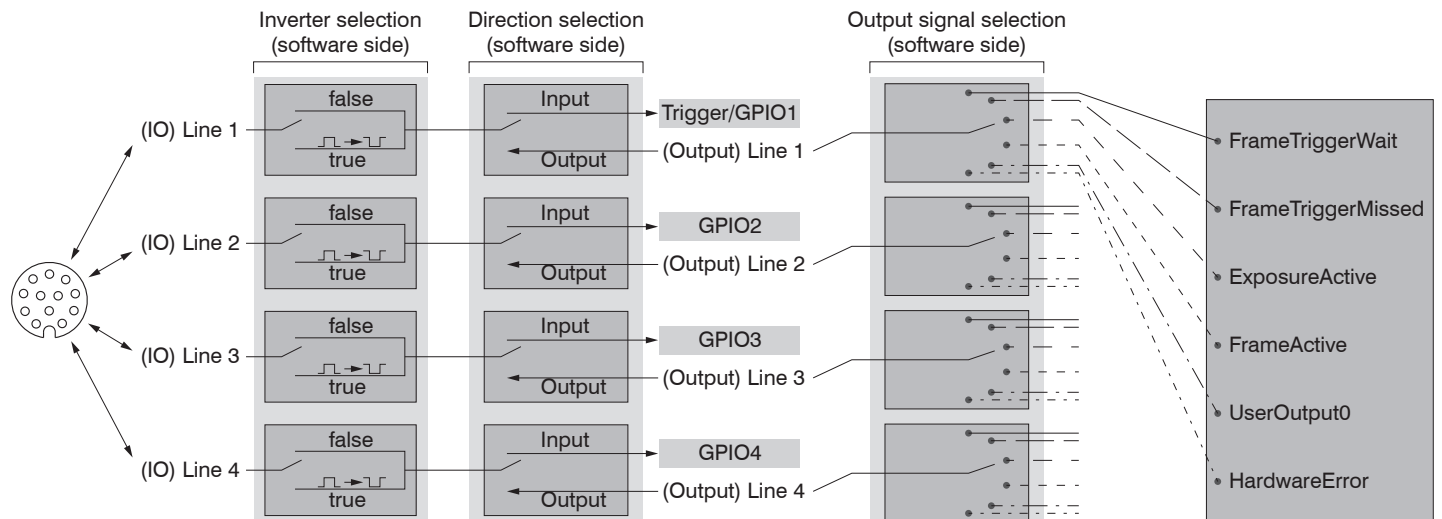 Inverter selection
(software side)
Direction selection
(software side)
Output signal selection
(software side)
(IO) Line 1
false
true
Input
Output
Trigger/GPIO1
(Output) Line 1
(IO) Line 2
false
true
Input
Output
GPIO2
(Output) Line 2
(IO) Line 3
false
true
Input
Output
GPIO3
(Output) Line 3
(IO) Line 4
false
true
Input
Output
GPIO4
(Output) Line 4
FrameTriggerWait
FrameTriggerMissed
ExposureActive
FrameActive
UserOutput0
HardwareError